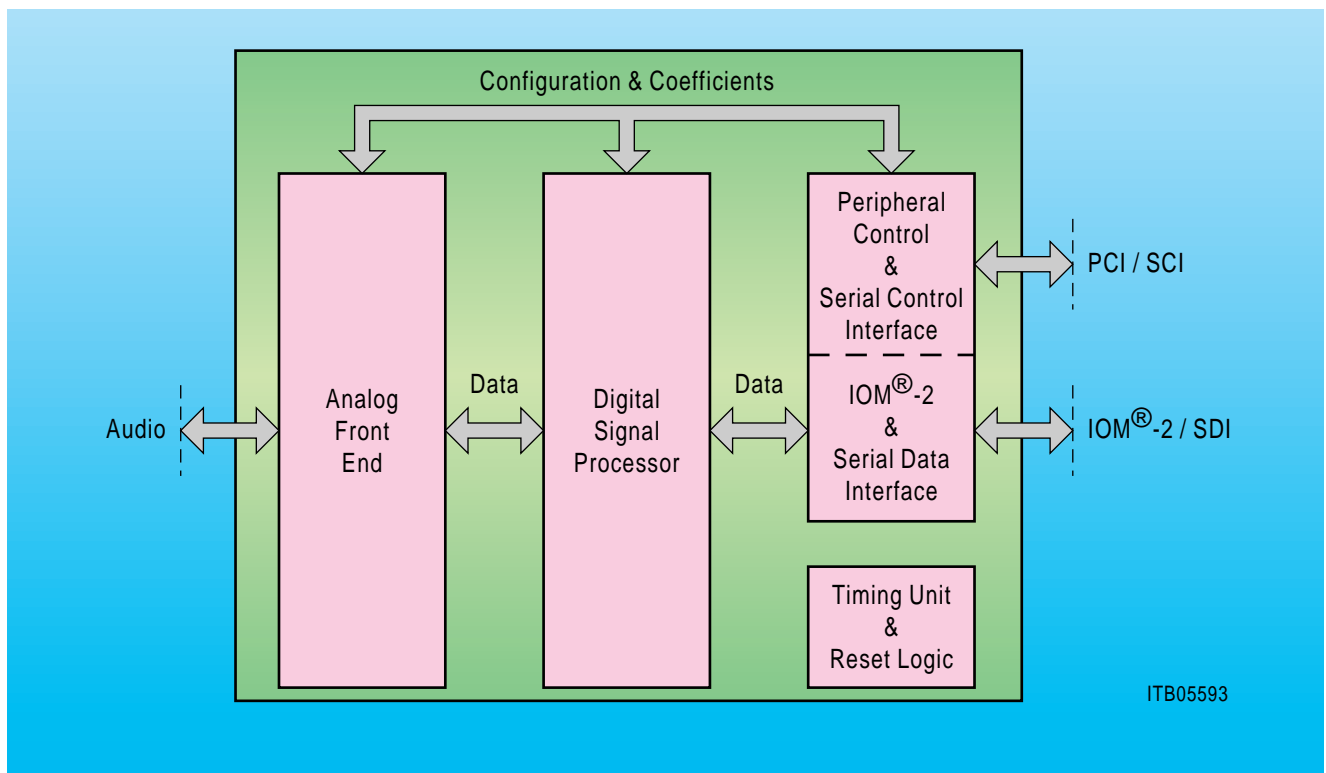 Configuration & Coefficients
Peripheral
Control
&
Serial Control
Interface
PCI / SCI
Audio
Analog
Front
End
Data
Digital
Signal
Processor
Data
IOM®-2
&
Serial Data
Interface
IOM®-2 / SDI
Timing Unit
&
Reset Logic
ITB05593